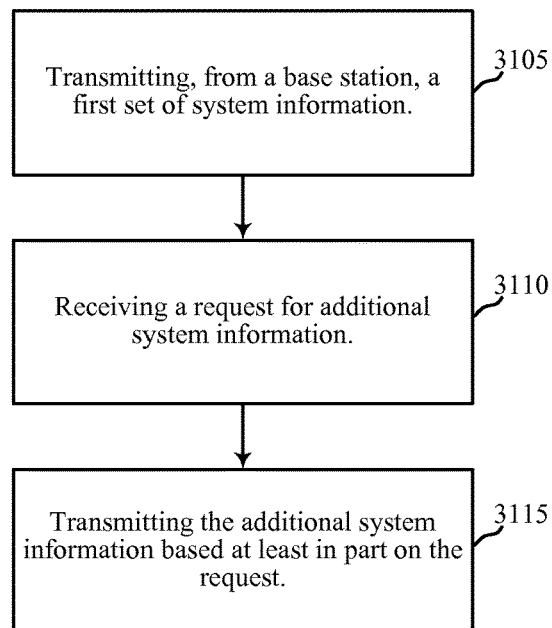 Transmitting, from a base station, a
first set of system information.
3105
Receiving a request for additional
system information.
3110
Transmitting the additional system
information based at least in part on the
request.
3115